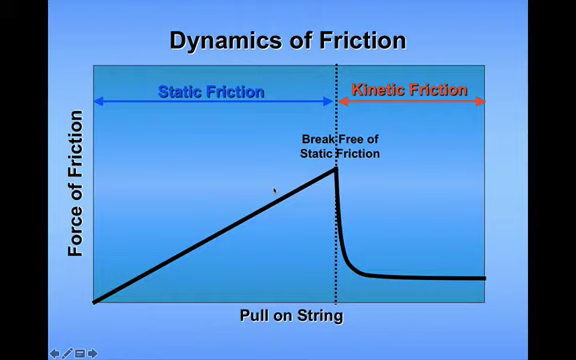 Dynamics of Friction
Static Friction
Kinetic Friction
Break Free of
Static Friction
Force of Friction
Pull on String